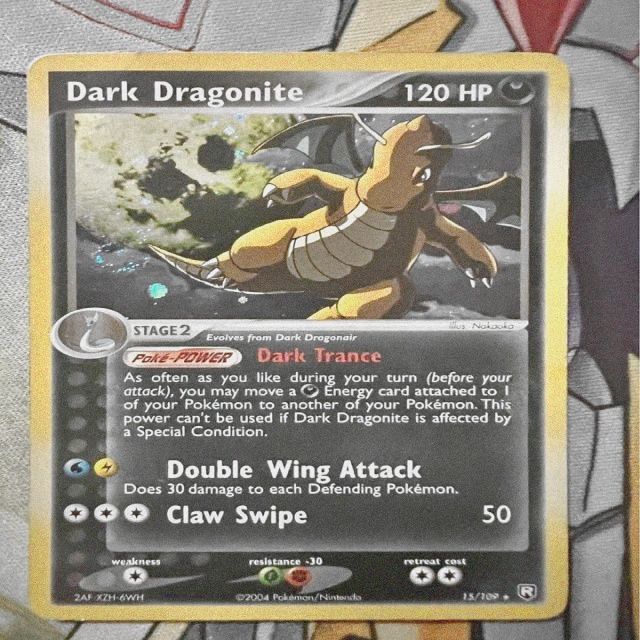 Dark Dragonite 120 HP
Illus. Nakaoka
STAGE 2
Evolves from Dark Dragonair
Poké-POWER Dark Trance
As often as you like during your turn (before your
attack), you may move a Energy card attached to 1
of your Pokémon to another of your Pokémon. This
power can't be used if Dark Dragonite is affected by
a Special Condition.
Double Wing Attack
Does 30 damage to each Defending Pokémon.
Claw Swipe 50
weakness resistance -30 retreat cost
2AF-XZH-6WH ©2004 Pokémon/Nintendo 15/109 ★ R